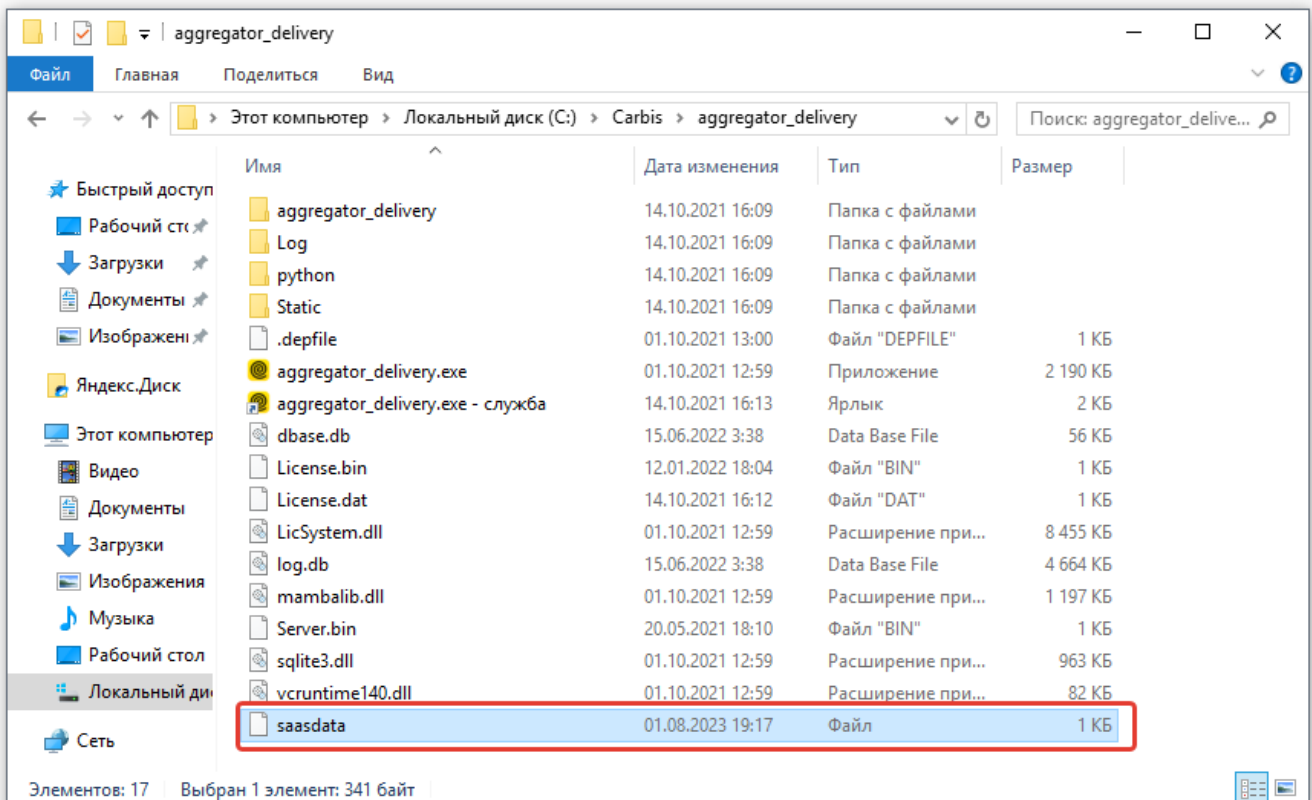 aggregator_delivery
Файл Главная Поделиться Вид
Этот компьютер > Локальный диск (C:) > Carbis > aggregator_delivery Поиск: aggregator_delive...
Имя Дата изменения Тип Размер
Быстрый доступ
Рабочий сто
Загрузки
Документы
Изображени
Яндекс.Диск
Этот компьютер
Видео
Документы
Загрузки
Изображения
Музыка
Рабочий стол
Локальный дис
Сеть
aggregator_delivery 14.10.2021 16:09 Папка с файлами
Log 14.10.2021 16:09 Папка с файлами
python 14.10.2021 16:09 Папка с файлами
Static 14.10.2021 16:09 Папка с файлами
.depfile 01.10.2021 13:00 Файл "DEPFILE" 1 КБ
aggregator_delivery.exe 01.10.2021 12:59 Приложение 2 190 КБ
aggregator_delivery.exe - служба 14.10.2021 16:13 Ярлык 2 КБ
dbase.db 15.06.2022 3:38 Data Base File 56 КБ
License.bin 12.01.2022 18:04 Файл "BIN" 1 КБ
License.dat 14.10.2021 16:12 Файл "DAT" 1 КБ
LicSystem.dll 01.10.2021 12:59 Расширение при... 8 455 КБ
log.db 15.06.2022 3:38 Data Base File 4 664 КБ
mambalib.dll 01.10.2021 12:59 Расширение при... 1 197 КБ
Server.bin 20.05.2021 18:10 Файл "BIN" 1 КБ
sqlite3.dll 01.10.2021 12:59 Расширение при... 963 КБ
vcruntime140.dll 01.10.2021 12:59 Расширение при... 82 КБ
saasdata 01.08.2023 19:17 Файл 1 КБ
Элементов: 17 Выбран 1 элемент: 341 байт